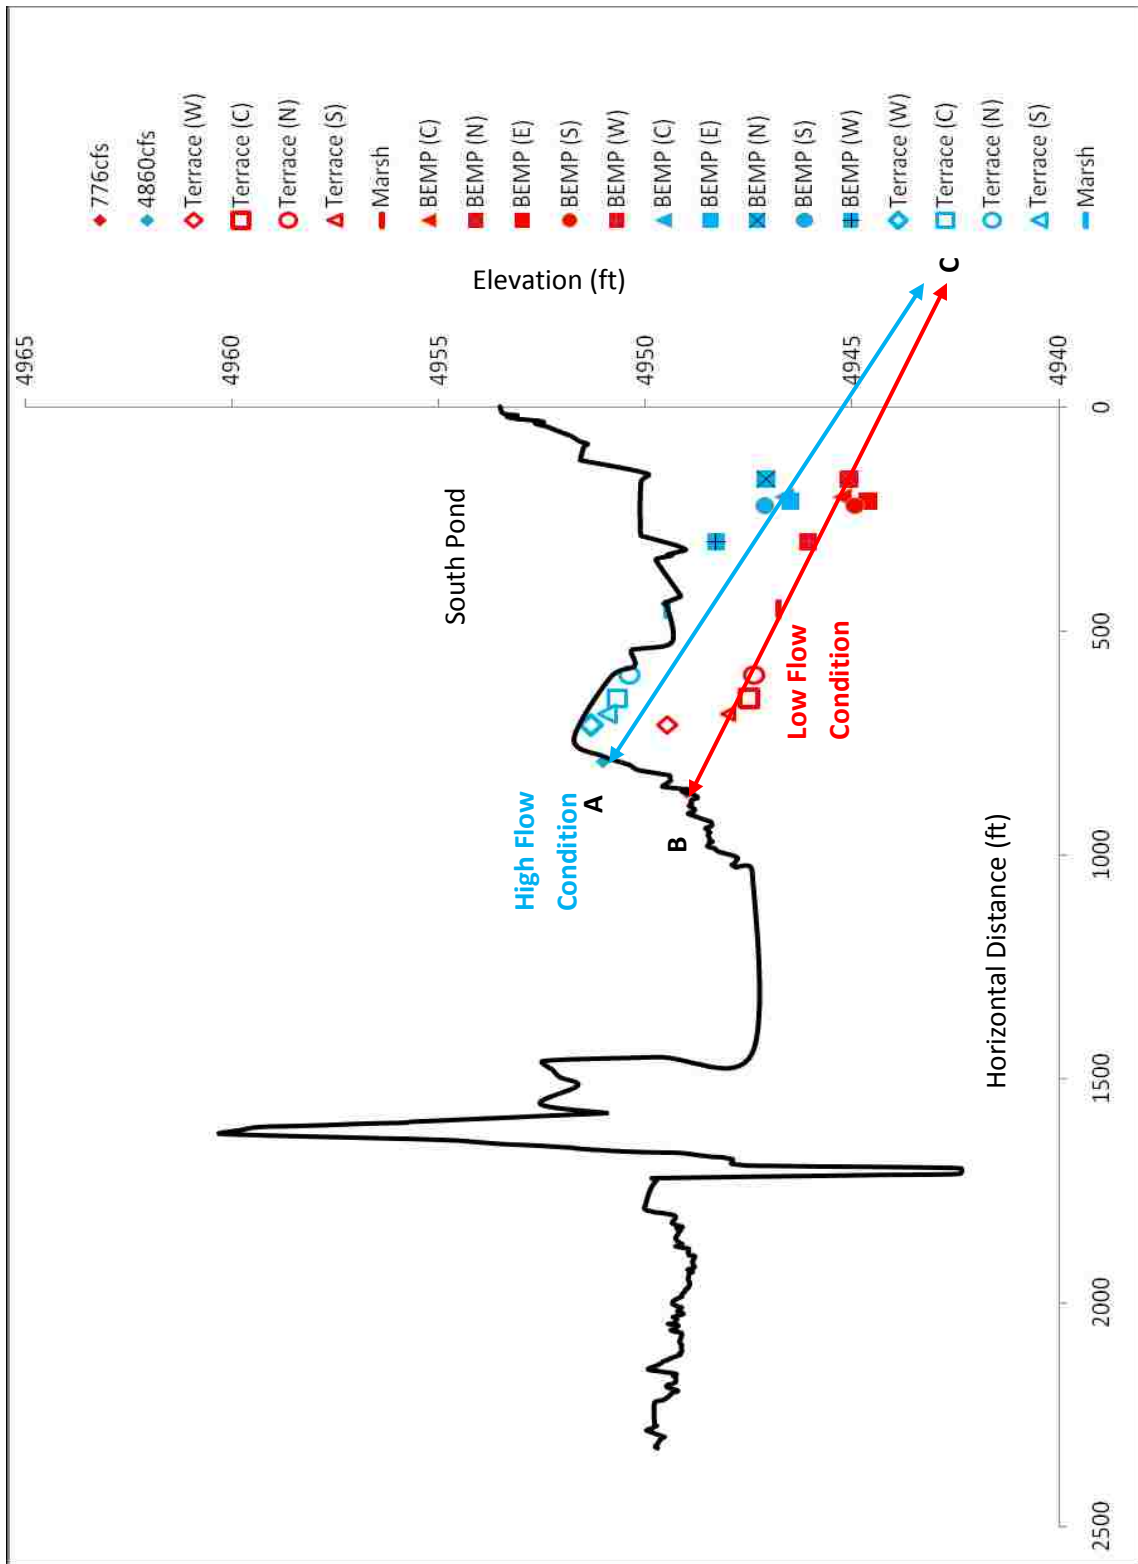 4965
4960
4955
4950
4945
4940
0
500
1000
1500
2000
2500
Elevation (ft)
Horizontal Distance (ft)
South Pond
High Flow
Condition
Low Flow
Condition
A
B
C
776cfs
4860cfs
Terrace (W)
Terrace (C)
Terrace (N)
Terrace (S)
Marsh
BEMP (C)
BEMP (N)
BEMP (E)
BEMP (S)
BEMP (W)
BEMP (C)
BEMP (E)
BEMP (N)
BEMP (S)
BEMP (W)
Terrace (W)
Terrace (C)
Terrace (N)
Terrace (S)
Marsh